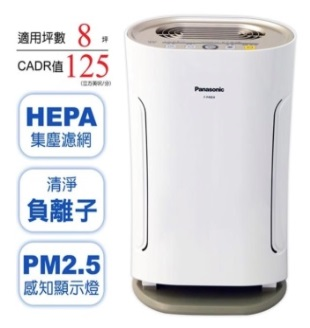 適用坪數 8 坪
CADR值 125
HEPA
集塵濾網
清淨
負離子
PM2.5
感知顯示燈
Panasonic